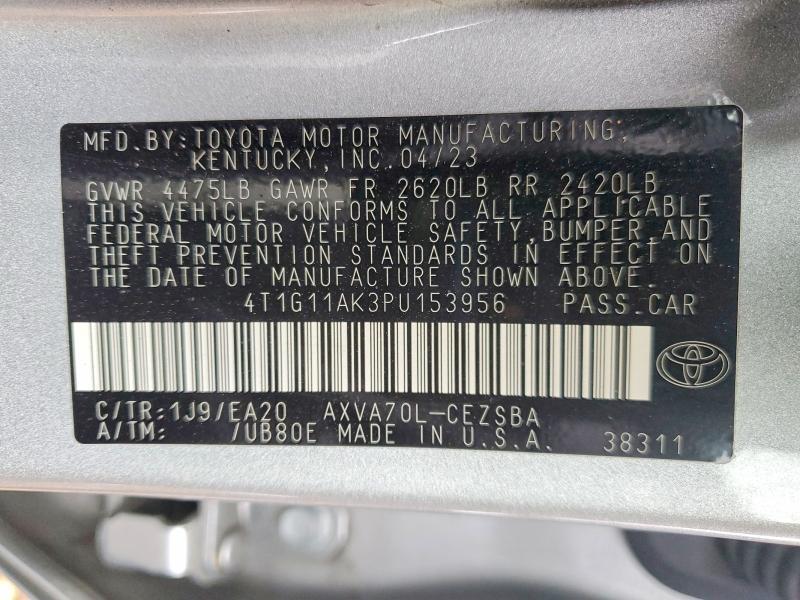 MFD. BY: TOYOTA MOTOR MANUFACTURING,
KENTUCKY, INC. 04/23
GVWR 4475LB GAWR FR 2620LB RR 2420LB
THIS VEHICLE CONFORMS TO ALL APPLICABLE
FEDERAL MOTOR VEHICLE SAFETY, BUMPER, AND
THEFT PREVENTION STANDARDS IN EFFECT ON
THE DATE OF MANUFACTURE SHOWN ABOVE.
4T1G11AK3PU153956 PASS. CAR
C/TR: 1J9/EA20 AXVA70L-CEZSBA
A/TM: /UB80E MADE IN U.S.A. 38311